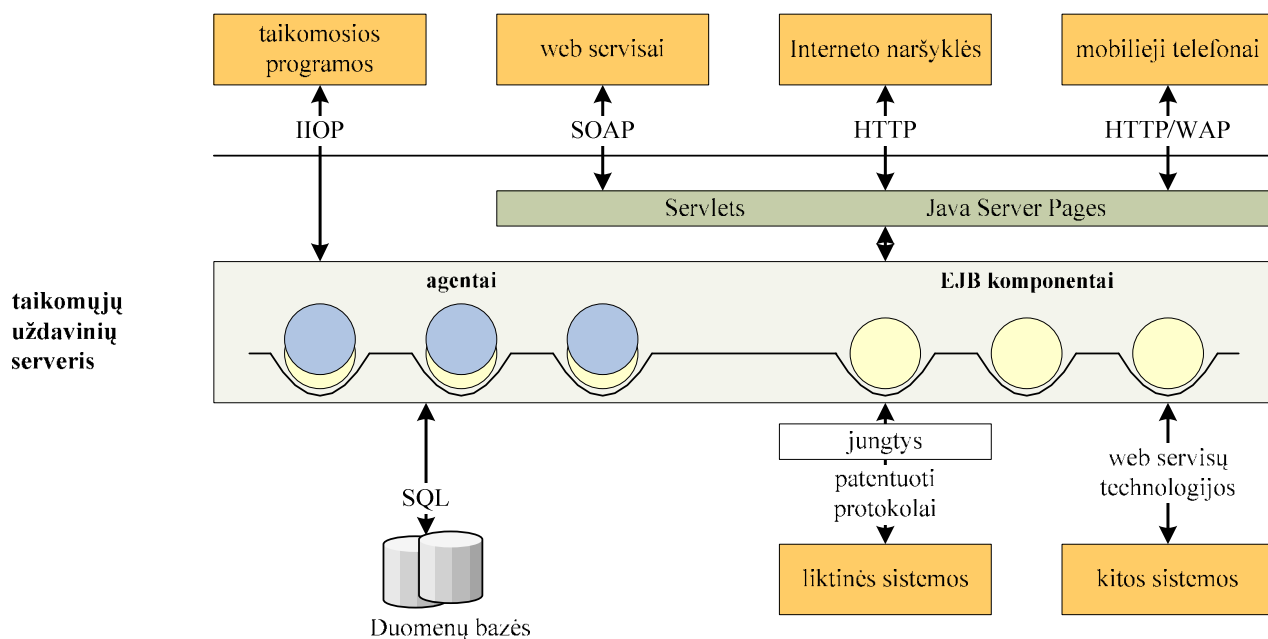 taikomosios
programos
web servisai
Interneto naršyklės
mobilieji telefonai
IIOP
SOAP
HTTP
HTTP/WAP
Servlets
Java Server Pages
agentai
EJB komponentai
taikomųjų
uždavinių
serveris
jungtys
patentuoti
protokolai
web servisų
technologijos
SQL
liktinės sistemos
kitos sistemos
Duomenų bazės